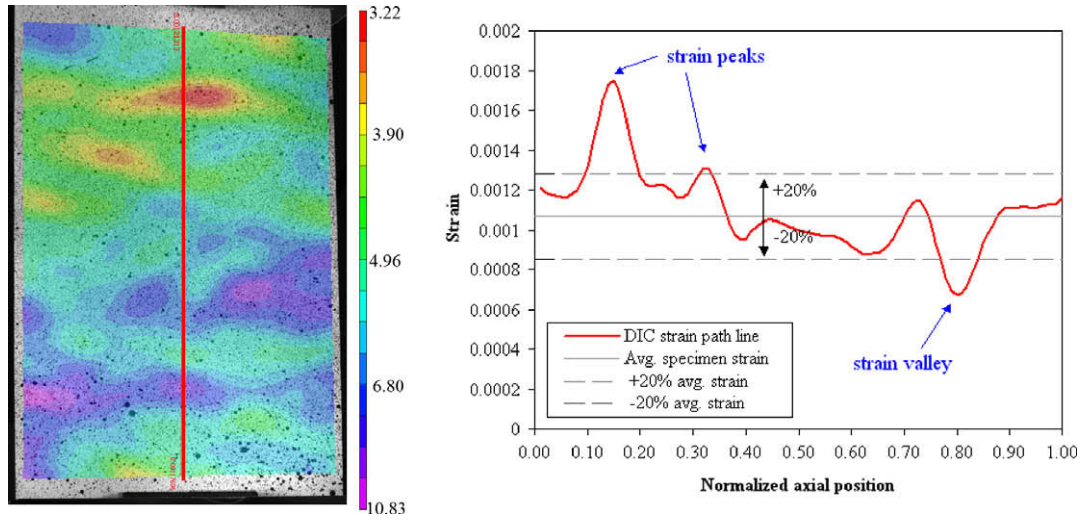 3.22
3.90
4.96
6.80
10.83
0.002
0.0018
0.0016
0.0014
0.0012
0.001
0.0008
0.0006
0.0004
0.0002
0
Strain
strain peaks
+20%
-20%
strain valley
DIC strain path line
Avg. specimen strain
+20% avg. strain
-20% avg. strain
0.00 0.10 0.20 0.30 0.40 0.50 0.60 0.70 0.80 0.90 1.00
Normalized axial position